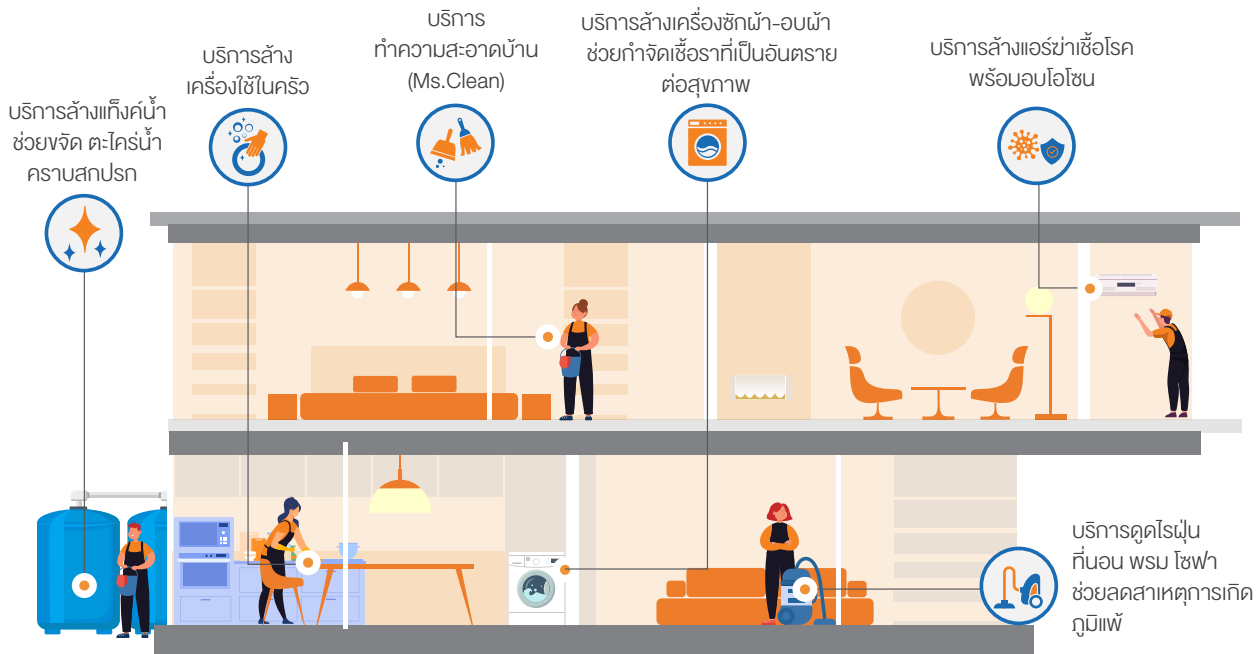 บริการล้างแท็งค์น้ำ
ช่วยขจัด ตะไคร่น้ำ
คราบสกปรก
บริการล้าง
เครื่องใช้ในครัว
บริการ
ทำความสะอาดบ้าน
(Ms.Clean)
บริการล้างเครื่องซักผ้า-อบผ้า
ช่วยกำจัดเชื้อราที่เป็นอันตราย
ต่อสุขภาพ
บริการล้างแอร์ฆ่าเชื้อโรค
พร้อมอบโอโซน
บริการดูดไรฝุ่น
ที่นอน พรม โซฟา
ช่วยลดสาเหตุการเกิด
ภูมิแพ้